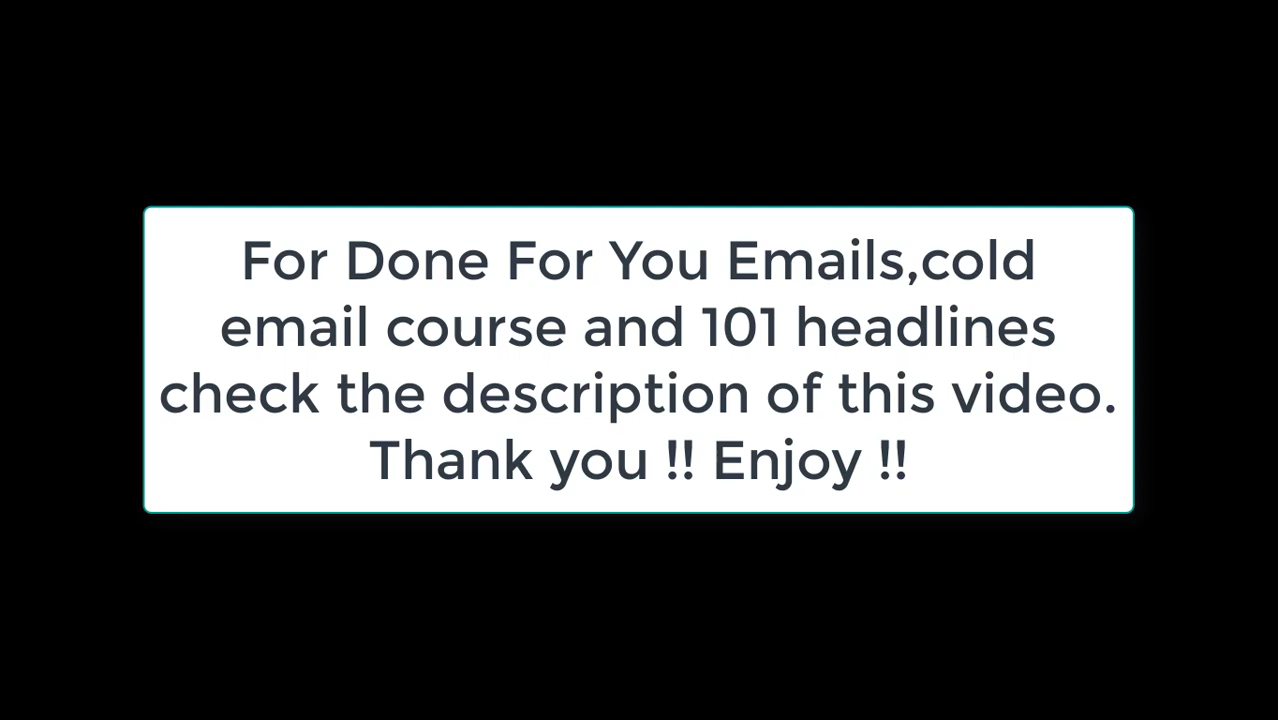 For Done For You Emails,cold
email course and 101 headlines
check the description of this video.
Thank you !! Enjoy !!